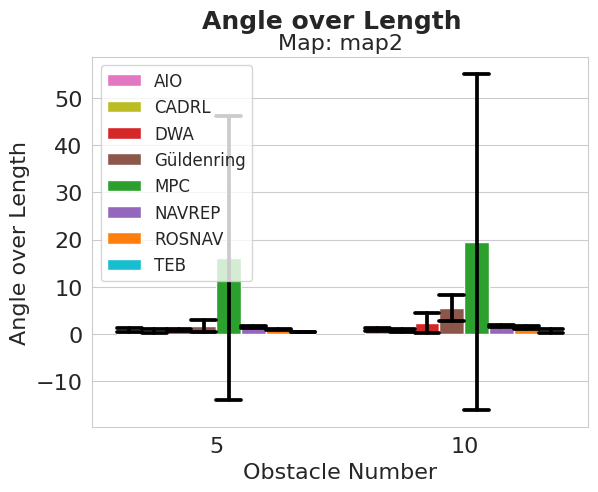 Angle over Length
Map: map2
Angle over Length
50
40
30
20
10
0
−10
AIO
CADRL
DWA
Güldenring
MPC
NAVREP
ROSNAV
TEB
5
10
Obstacle Number